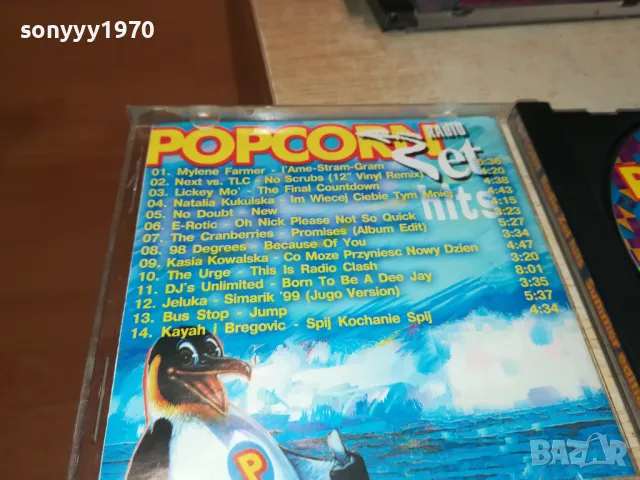 sonyyy1970
POPCORN RADIO
Zet
hits
01. Mylene Farmer - l'Ame-Stram-Gram 5:36
02. Next vs. TLC - No Scrubs (12" Vinyl Remix) 4:20
03. Lickey Mo' - The Final Countdown 4:38
04. Natalia Kukulska - Im Wiecej Ciebie Tym Mniej 4:43
05. No Doubt - New 4:15
06. E-Rotic - Oh Nick Please Not So Quick 3:23
07. The Cranberries - Promises (Album Edit) 5:27
08. 98 Degrees - Because Of You 3:34
09. Kasia Kowalska - Co Moze Przyniesc Nowy Dzien 4:47
10. The Urge - This Is Radio Clash 3:20
11. DJ's Unlimited - Born To Be A Dee Jay 8:01
12. Jeluka - Simarik '99 (Jugo Version) 3:35
13. Bus Stop - Jump 5:37
14. Kayah i Bregovic - Spij Kochanie Spij 4:34
P
BAZAR